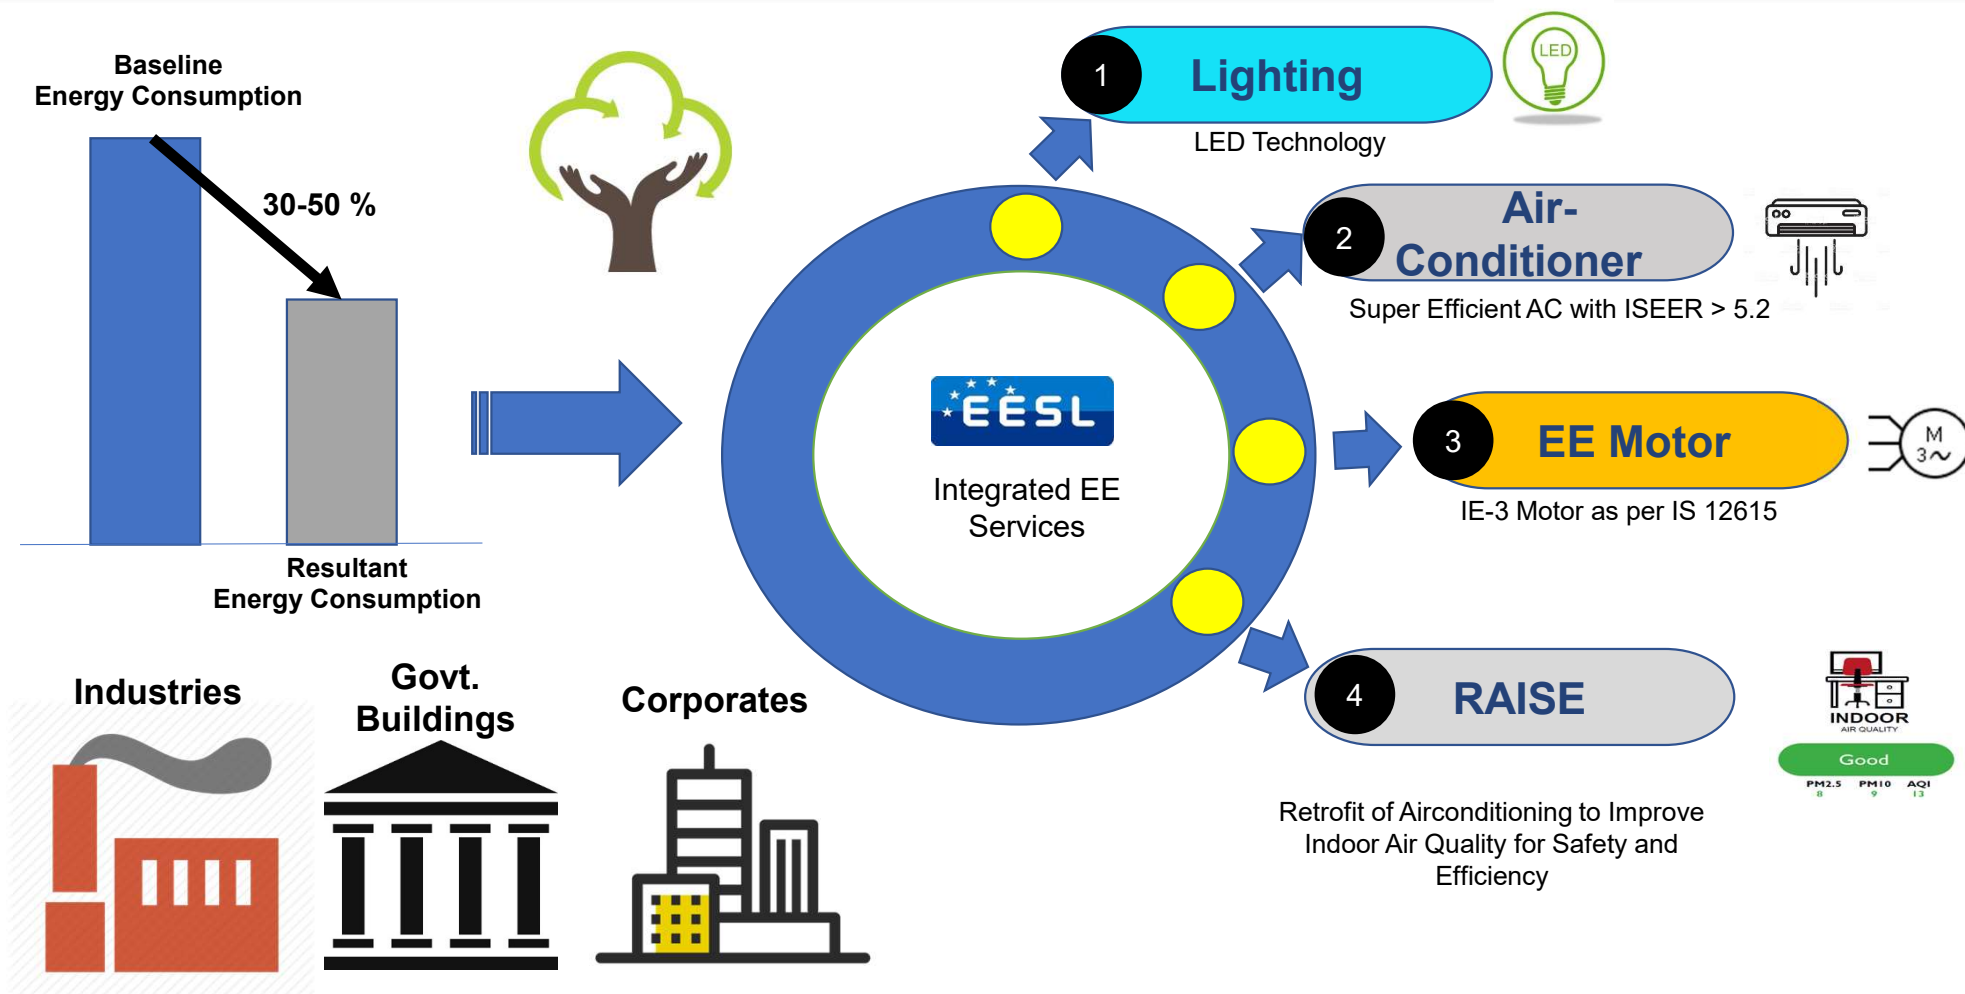 Baseline
Energy Consumption
30-50 %
Resultant
Energy Consumption
Industries
Govt.
Buildings
Corporates
EESL
Integrated EE
Services
1
Lighting
LED
LED Technology
2
Air-
Conditioner
Super Efficient AC with ISEER > 5.2
3
EE Motor
M
3~
IE-3 Motor as per IS 12615
4
RAISE
INDOOR
AIR QUALITY
Good
PM2.5 PM10 AQI
8 9 13
Retrofit of Airconditioning to Improve
Indoor Air Quality for Safety and
Efficiency